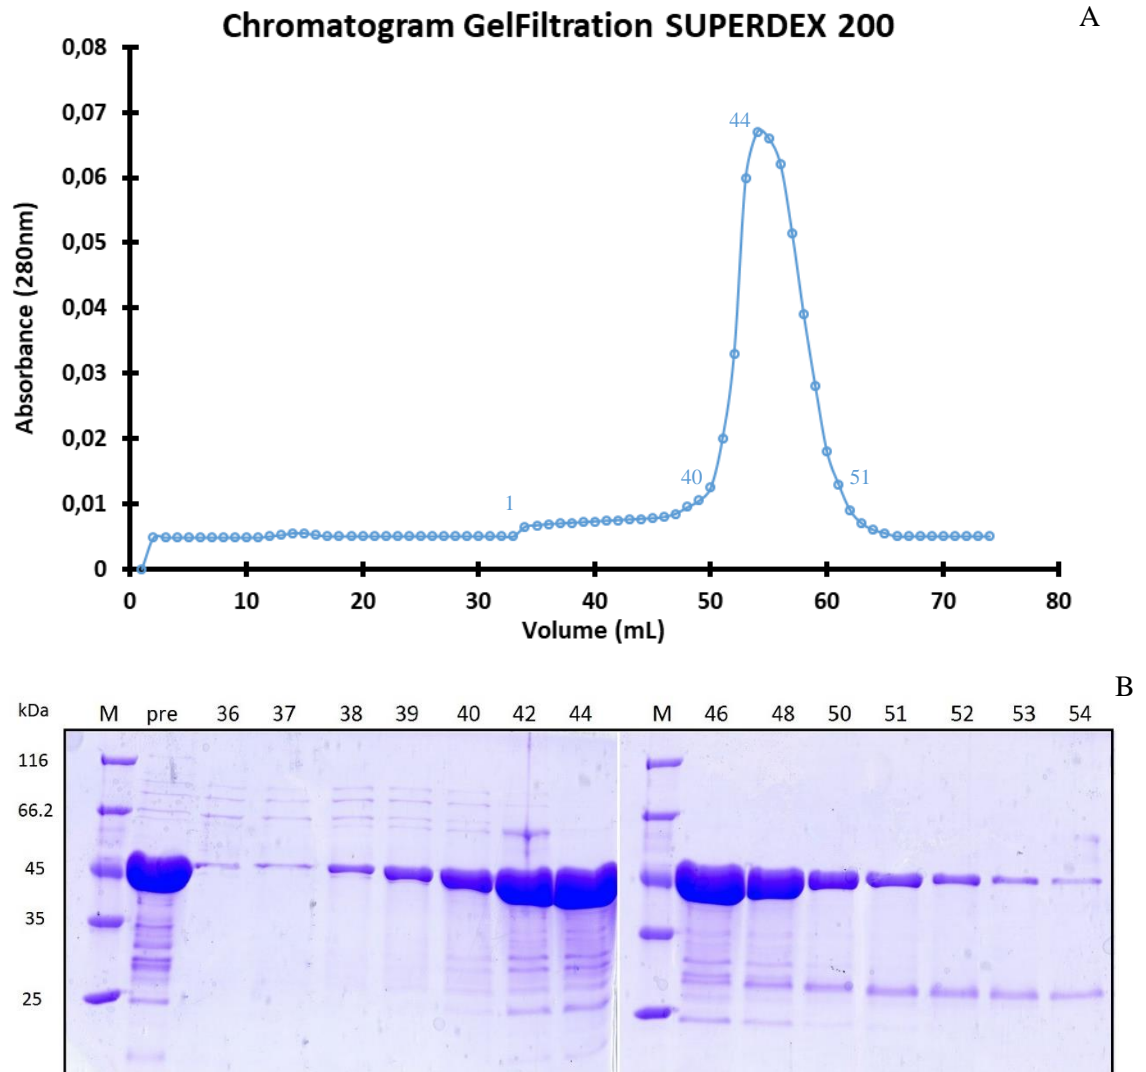 Chromatogram GelFiltration SUPERDEX 200
A
0,08
0,07
0,06
0,05
0,04
0,03
0,02
0,01
0
Absorbance (280nm)
44
40
51
1
0 10 20 30 40 50 60 70 80
Volume (mL)
B
kDa M pre 36 37 38 39 40 42 44 M 46 48 50 51 52 53 54
116
66.2
45
35
25